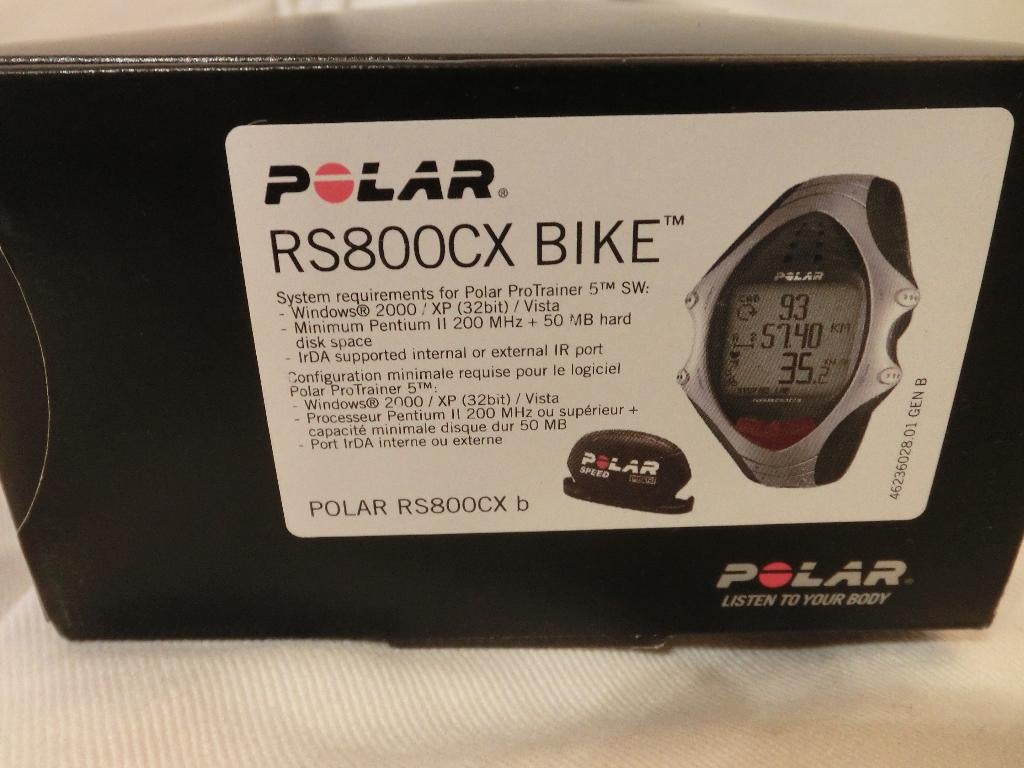 POLAR®
RS800CX BIKE™
System requirements for Polar ProTrainer 5™ SW:
- Windows® 2000 / XP (32bit) / Vista
- Minimum Pentium II 200 MHz + 50 MB hard
disk space
- IrDA supported internal or external IR port
Configuration minimale requise pour le logiciel
Polar ProTrainer 5™:
- Windows® 2000 / XP (32bit) / Vista
- Processeur Pentium II 200 MHz ou supérieur +
capacité minimale disque dur 50 MB
- Port IrDA interne ou externe
POLAR RS800CX b
POLAR
CAD
93
57.40 KM
35.
POLAR
SPEED
46236028.01 GEN B
POLAR®
LISTEN TO YOUR BODY